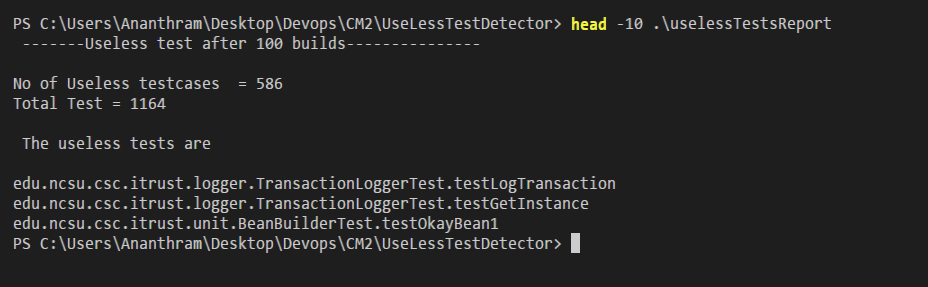 PS C:\Users\Ananthram\Desktop\Devops\CM2\UseLessTestDetector> head -10 .\uselessTestsReport
-------Useless test after 100 builds---------------
No of Useless testcases  = 586
Total Test = 1164
The useless tests are
edu.ncsu.csc.itrust.logger.TransactionLoggerTest.testLogTransaction
edu.ncsu.csc.itrust.logger.TransactionLoggerTest.testGetInstance
edu.ncsu.csc.itrust.unit.BeanBuilderTest.testOkayBean1
PS C:\Users\Ananthram\Desktop\Devops\CM2\UseLessTestDetector>